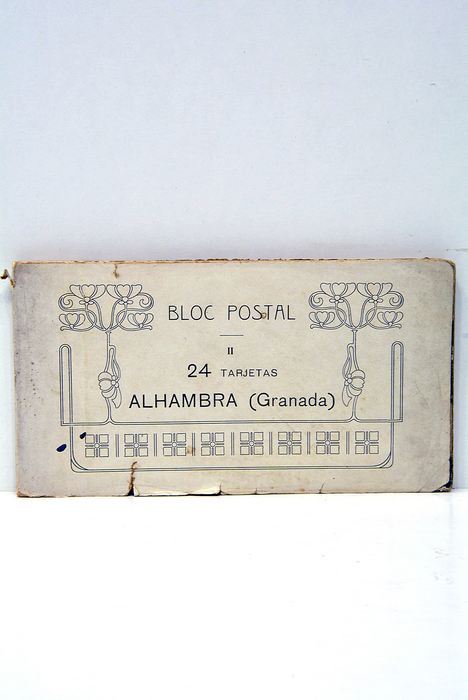 BLOC POSTAL
II
24 TARJETAS
ALHAMBRA (Granada)